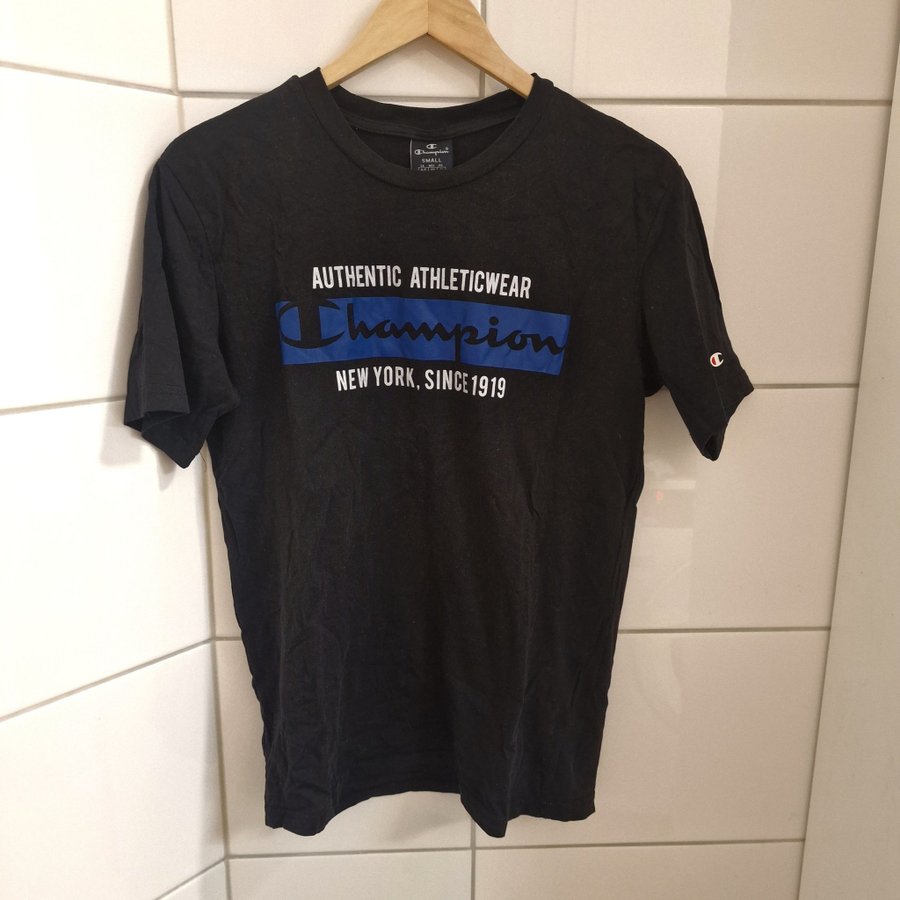 Champion
SMALL
AUTHENTIC ATHLETICWEAR
Champion
NEW YORK, SINCE 1919